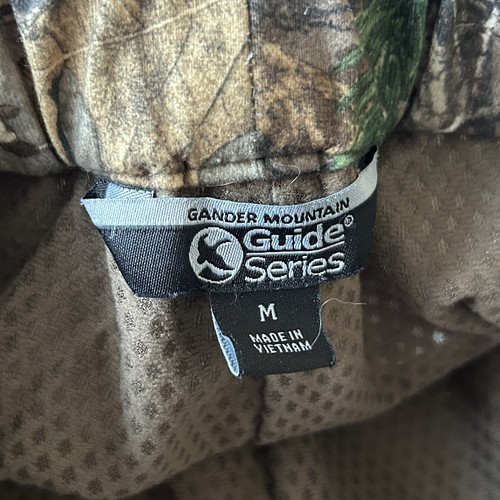 GANDER MOUNTAIN
Guide®
Series
M
MADE IN
VIETNAM